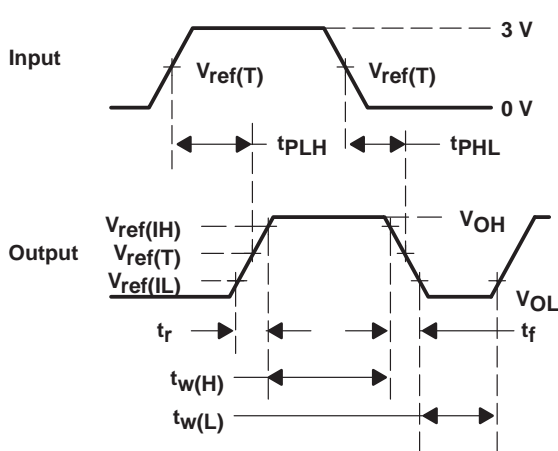 3 V
Input
Vref(T) Vref(T)
0 V
tPLH tPHL
Vref(IH) VOH
Output Vref(T)
Vref(IL)
VOL
tr tf
tw(H)
tw(L)